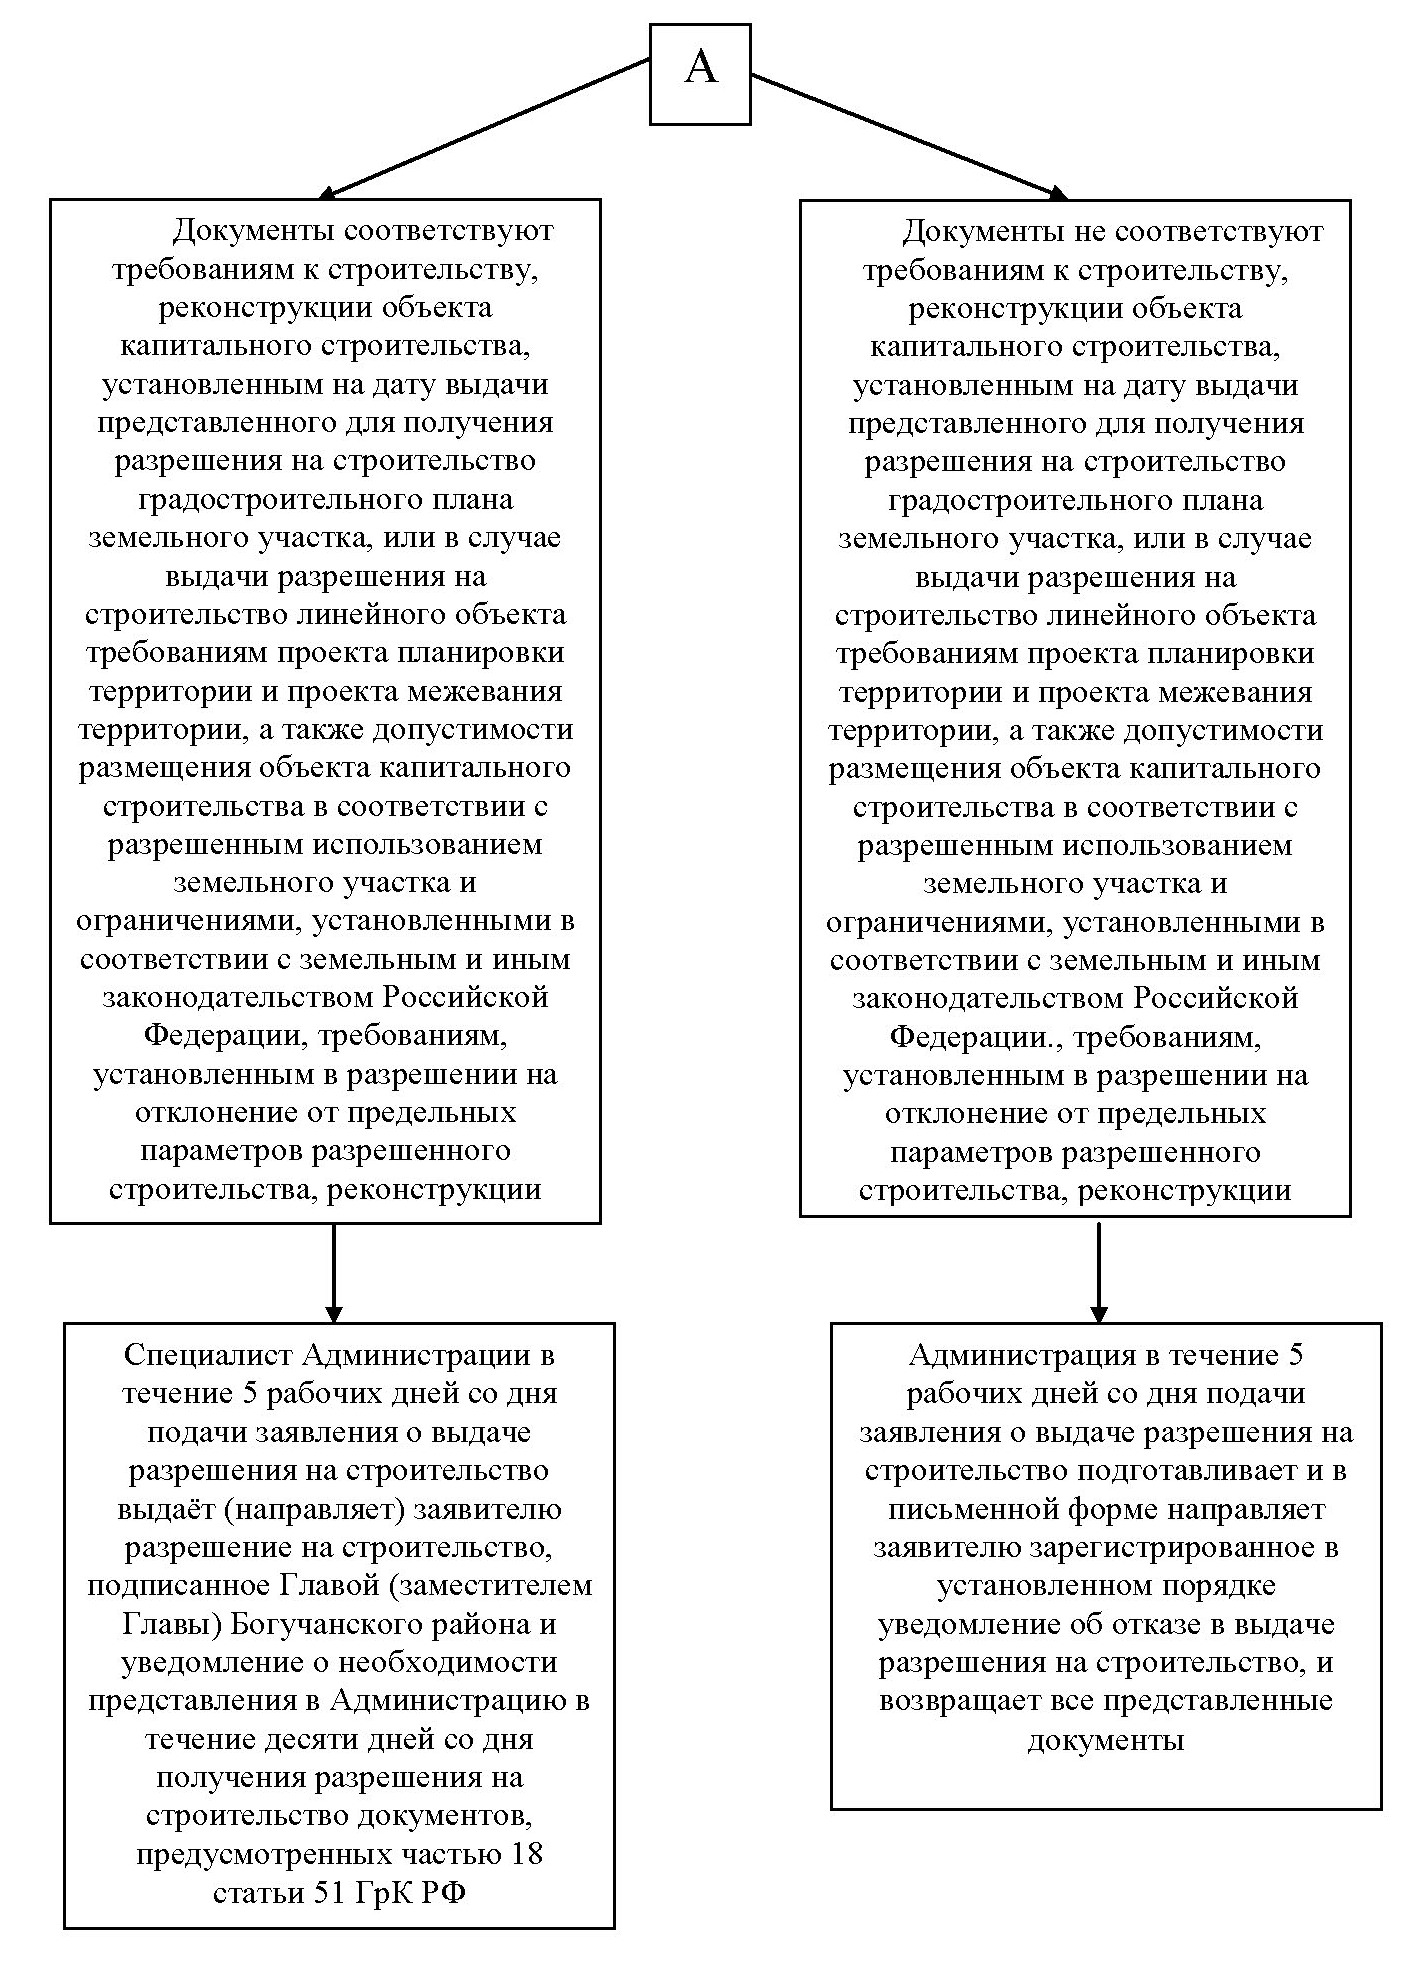 А
Документы соответствуют
требованиям к строительству,
реконструкции объекта
капитального строительства,
установленным на дату выдачи
представленного для получения
разрешения на строительство
градостроительного плана
земельного участка, или в случае
выдачи разрешения на
строительство линейного объекта
требованиям проекта планировки
территории и проекта межевания
территории, а также допустимости
размещения объекта капитального
строительства в соответствии с
разрешенным использованием
земельного участка и
ограничениями, установленными в
соответствии с земельным и иным
законодательством Российской
Федерации, требованиям,
установленным в разрешении на
отклонение от предельных
параметров разрешенного
строительства, реконструкции
Документы не соответствуют
требованиям к строительству,
реконструкции объекта
капитального строительства,
установленным на дату выдачи
представленного для получения
разрешения на строительство
градостроительного плана
земельного участка, или в случае
выдачи разрешения на
строительство линейного объекта
требованиям проекта планировки
территории и проекта межевания
территории, а также допустимости
размещения объекта капитального
строительства в соответствии с
разрешенным использованием
земельного участка и
ограничениями, установленными в
соответствии с земельным и иным
законодательством Российской
Федерации., требованиям,
установленным в разрешении на
отклонение от предельных
параметров разрешенного
строительства, реконструкции
Специалист Администрации в
течение 5 рабочих дней со дня
подачи заявления о выдаче
разрешения на строительство
выдаёт (направляет) заявителю
разрешение на строительство,
подписанное Главой (заместителем
Главы) Богучанского района и
уведомление о необходимости
представления в Администрацию в
течение десяти дней со дня
получения разрешения на
строительство документов,
предусмотренных частью 18
статьи 51 ГрК РФ
Администрация в течение 5
рабочих дней со дня подачи
заявления о выдаче разрешения на
строительство подготавливает и в
письменной форме направляет
заявителю зарегистрированное в
установленном порядке
уведомление об отказе в выдаче
разрешения на строительство, и
возвращает все представленные
документы